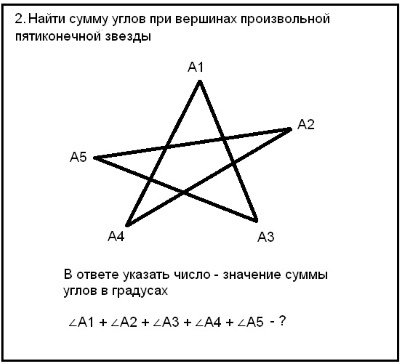 2. Найти сумму углов при вершинах произвольной
пятиконечной звезды
A1
A2
A5
A4
A3
В ответе указать число - значение суммы
углов в градусах
∠A1 + ∠A2 + ∠A3 + ∠A4 + ∠A5 - ?